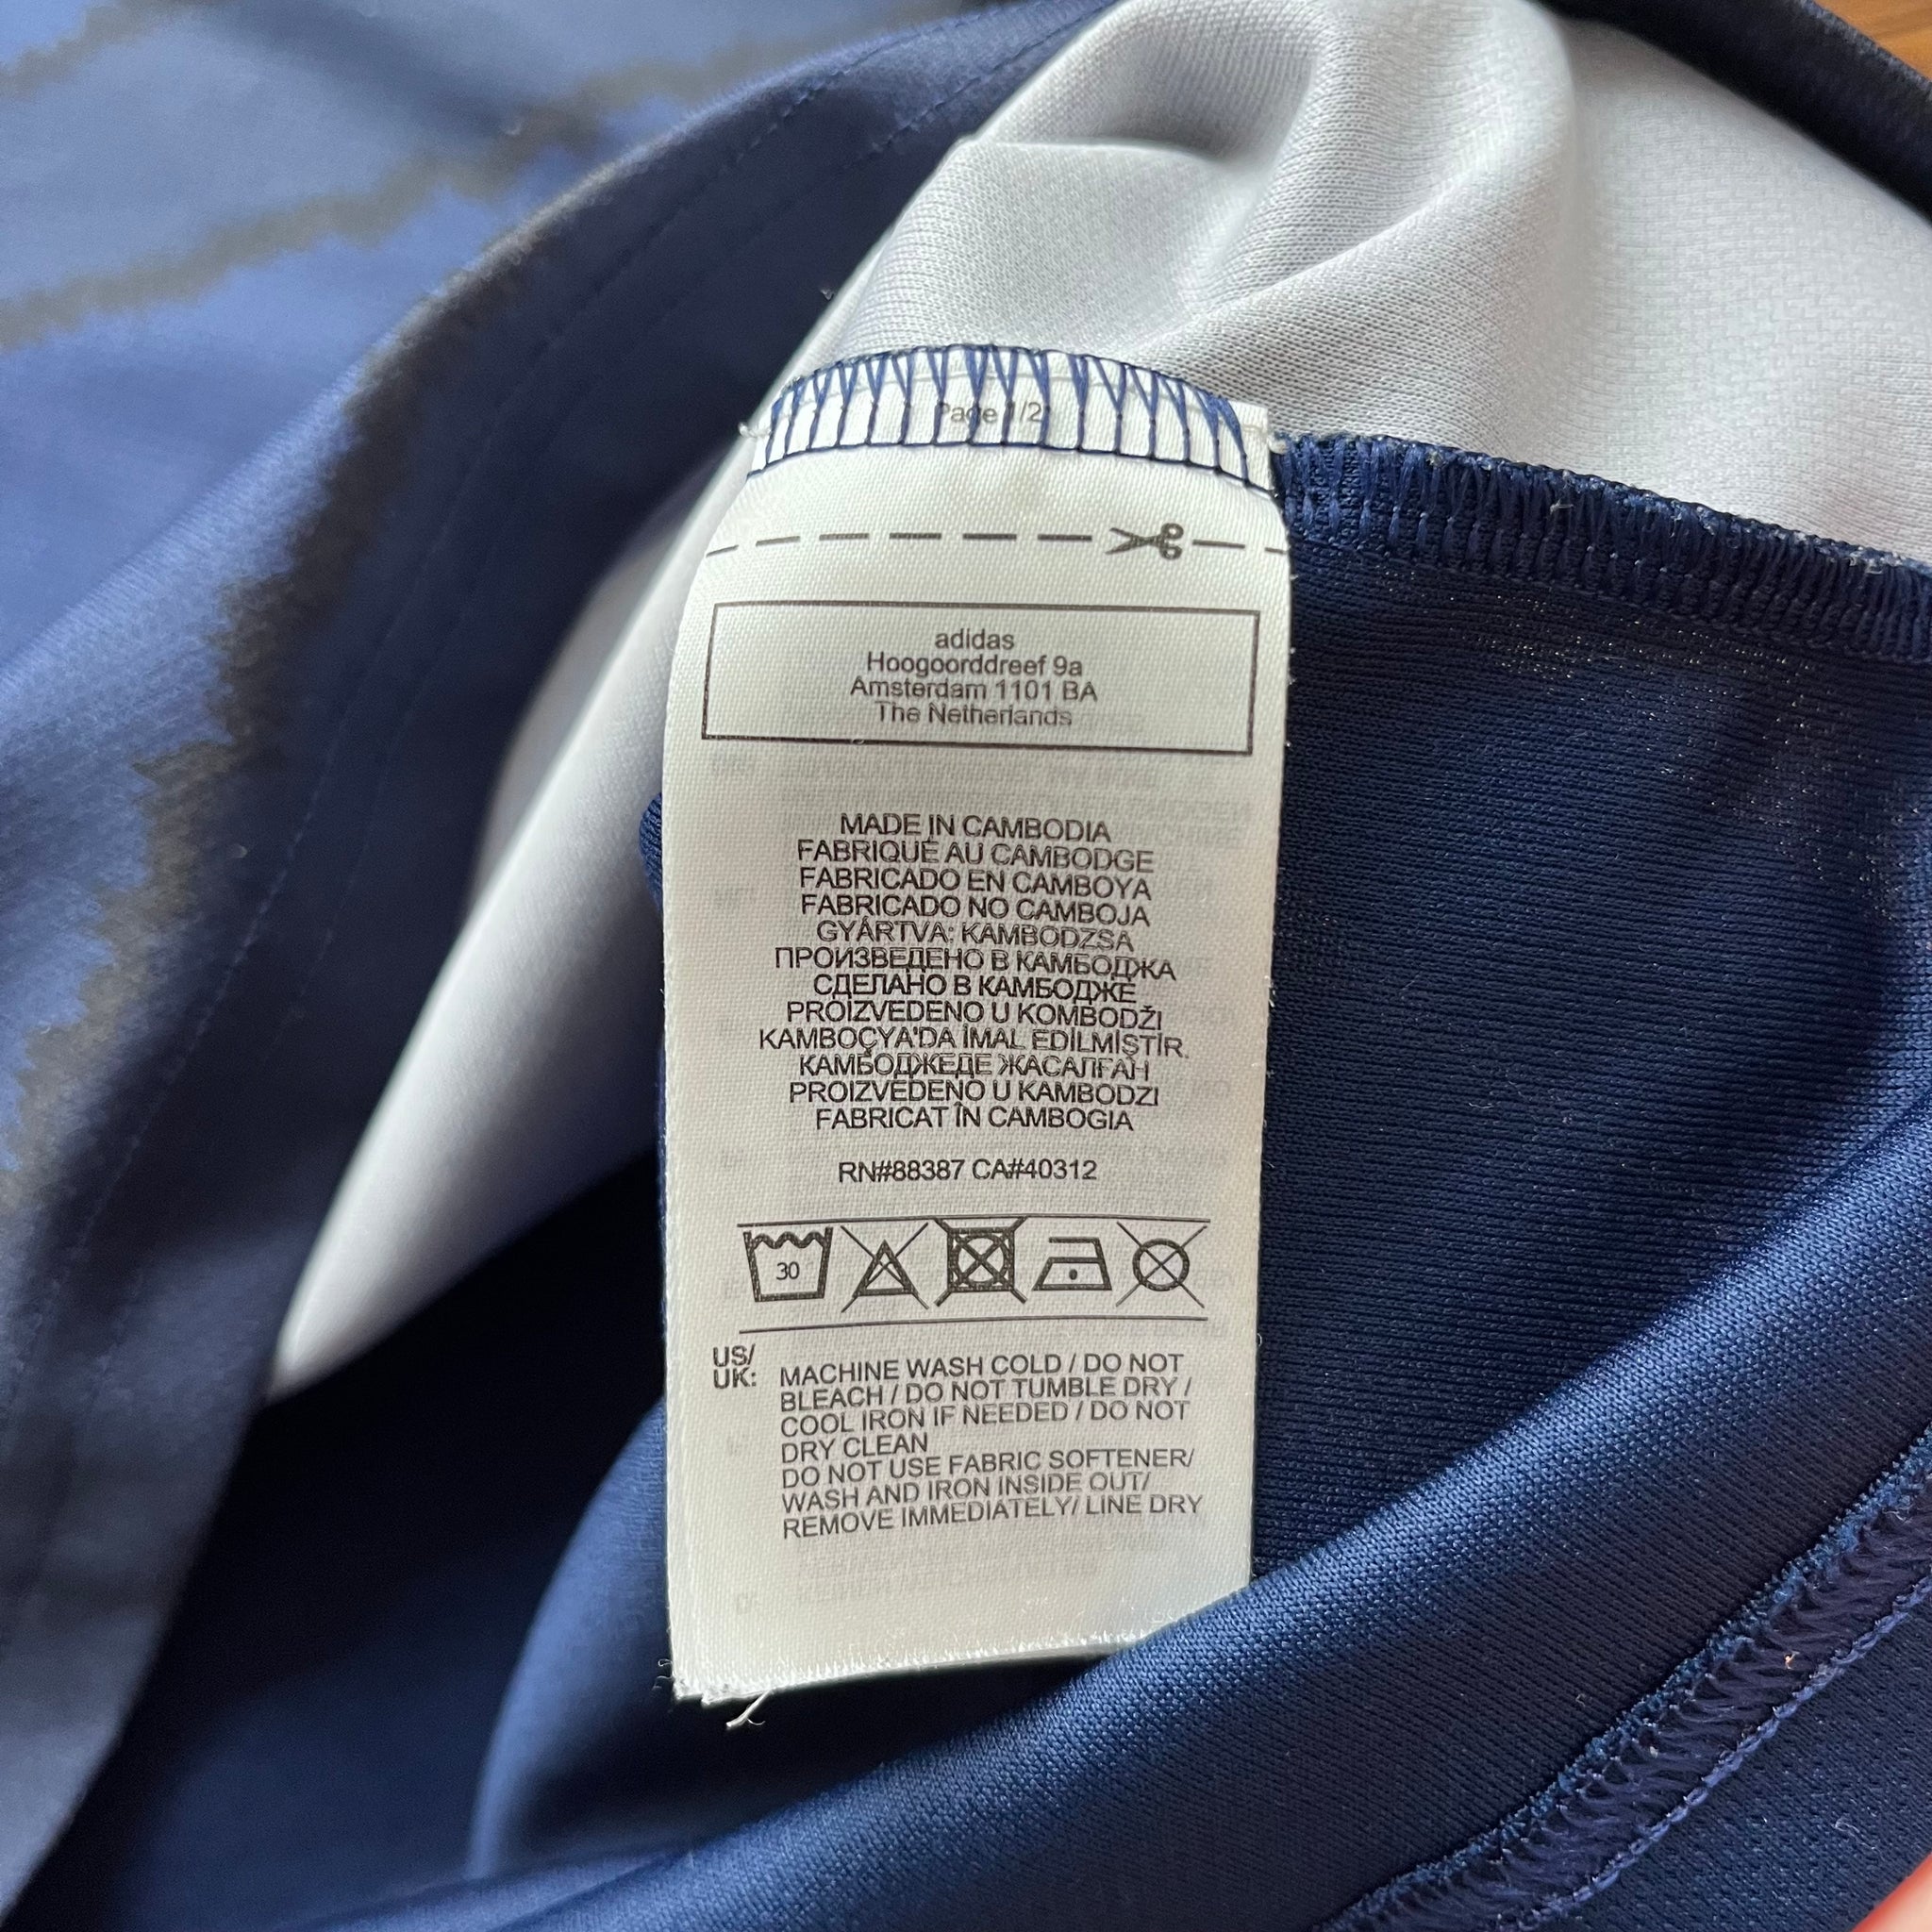 Page 1/2
adidas
Hoogoorddreef 9a
Amsterdam 1101 BA
The Netherlands
MADE IN CAMBODIA
FABRIQUÉ AU CAMBODGE
FABRICADO EN CAMBOYA
FABRICADO NO CAMBOJA
GYÁRTVA: KAMBODZSA
ПРОИЗВЕДЕНО В КАМБОДЖА
СДЕЛАНО В КАМБОДЖЕ
PROIZVEDENO U KOMBODŽI
KAMBOÇYA'DA İMAL EDİLMİŞTİR.
КАМБОДЖЕДЕ ЖАСАЛҒАН
PROIZVEDENO U KAMBODZI
FABRICAT ÎN CAMBOGIA
RN#88387 CA#40312
30
US/
UK:
MACHINE WASH COLD / DO NOT
BLEACH / DO NOT TUMBLE DRY /
COOL IRON IF NEEDED / DO NOT
DRY CLEAN
DO NOT USE FABRIC SOFTENER/
WASH AND IRON INSIDE OUT/
REMOVE IMMEDIATELY/ LINE DRY